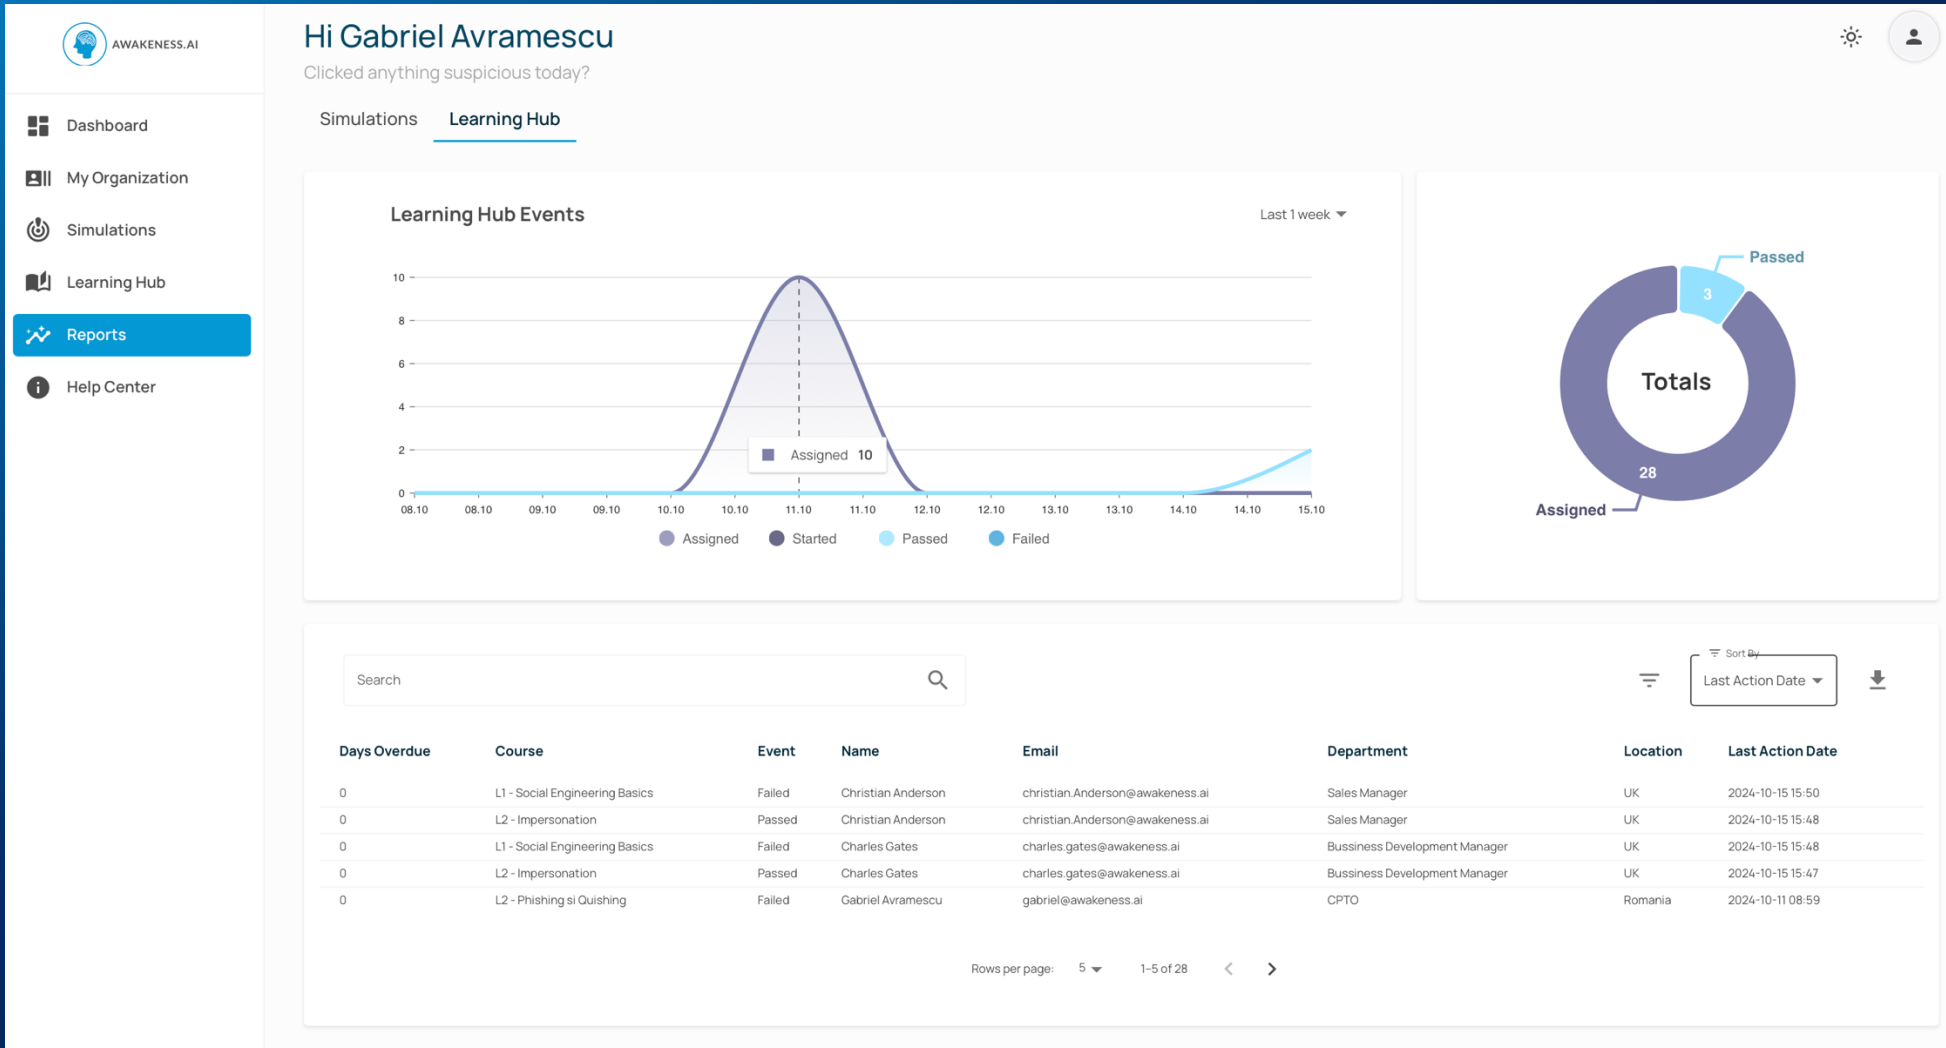 AWAKENESS.AI
Hi Gabriel Avramescu
Clicked anything suspicious today?
Simulations Learning Hub
Dashboard
My Organization
Simulations
Learning Hub
Reports
Help Center
Learning Hub Events
Last 1 week
10
8
6
4
2
0
Assigned 10
08.10 08.10 09.10 09.10 10.10 10.10 11.10 11.10 12.10 12.10 13.10 13.10 14.10 14.10 15.10
Assigned Started Passed Failed
Passed
3
Totals
28
Assigned
Search
Sort By
Last Action Date
Days Overdue Course Event Name Email Department Location Last Action Date
0 L1 - Social Engineering Basics Failed Christian Anderson christian.Anderson@awakeness.ai Sales Manager UK 2024-10-15 15:50
0 L2 - Impersonation Passed Christian Anderson christian.Anderson@awakeness.ai Sales Manager UK 2024-10-15 15:48
0 L1 - Social Engineering Basics Failed Charles Gates charles.gates@awakeness.ai Bussiness Development Manager UK 2024-10-15 15:48
0 L2 - Impersonation Passed Charles Gates charles.gates@awakeness.ai Bussiness Development Manager UK 2024-10-15 15:47
0 L2 - Phishing si Quishing Failed Gabriel Avramescu gabriel@awakeness.ai CPTO Romania 2024-10-11 08:59
Rows per page: 5 1–5 of 28